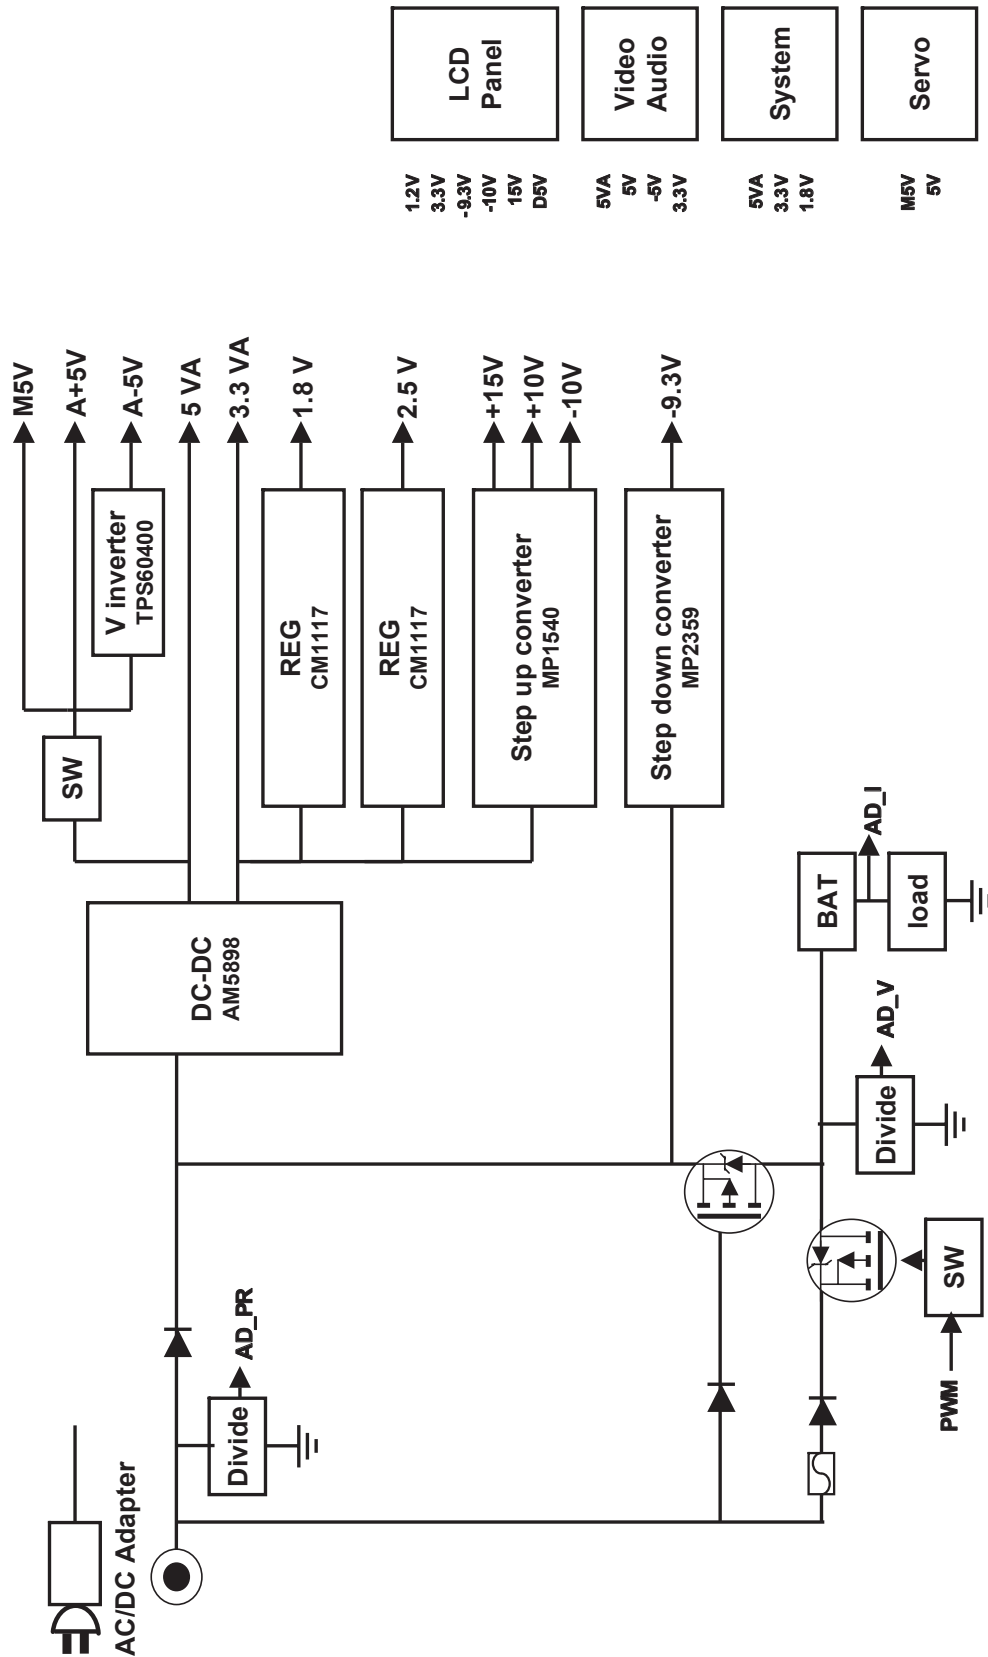 AC/DC Adapter
Divide
AD_PR
DC-DC
AM5898
SW
V inverter
TPS60400
M5V
A+5V
A-5V
5 VA
3.3 VA
REG
CM1117
1.8 V
REG
CM1117
2.5 V
Step up converter
MP1540
+15V
+10V
-10V
Step down converter
MP2359
-9.3V
PWM
SW
Divide
AD_V
BAT
load
AD_I
1.2V
3.3V
-9.3V
-10V
15V
D5V
LCD
Panel
5VA
5V
-5V
3.3V
Video
Audio
5VA
3.3V
1.8V
System
M5V
5V
Servo